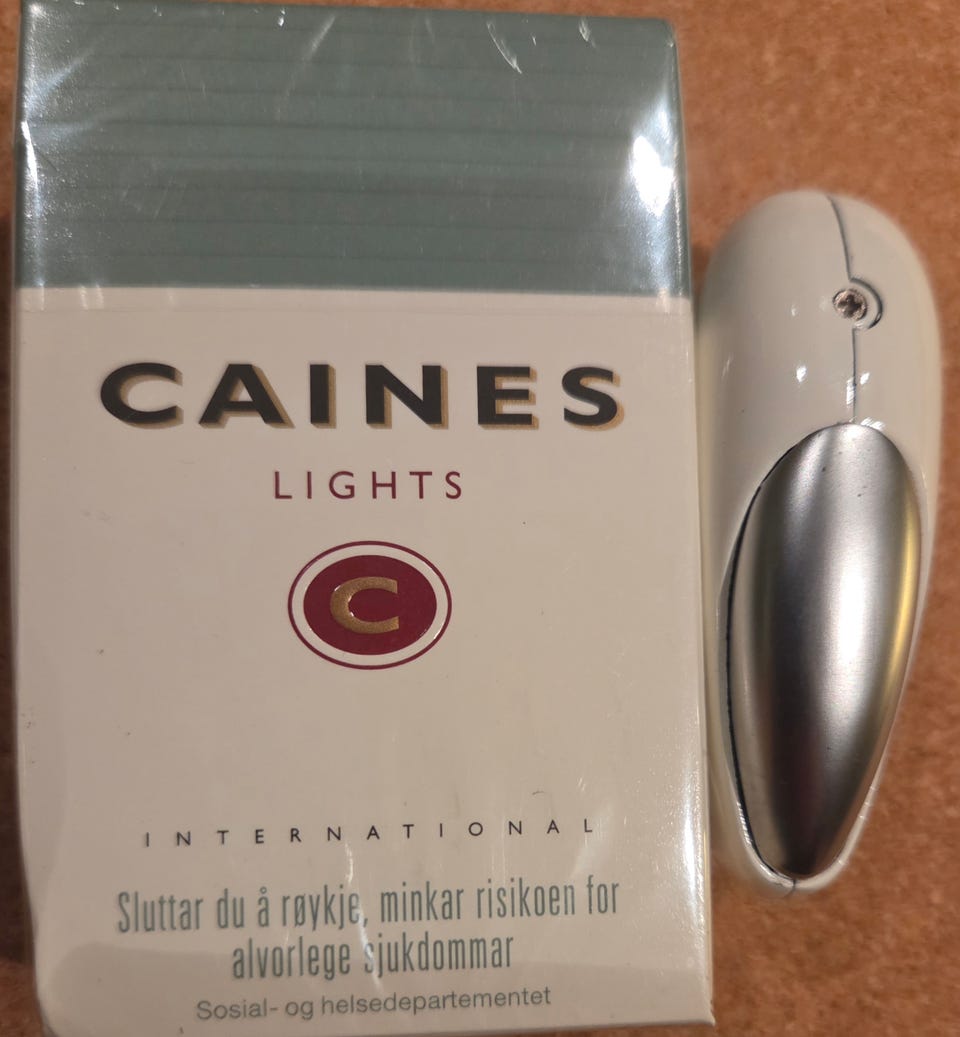 CAINES
LIGHTS
C
INTERNATIONAL
Sluttar du å røykje, minkar risikoen for
alvorlege sjukdommar
Sosial- og helsedepartementet